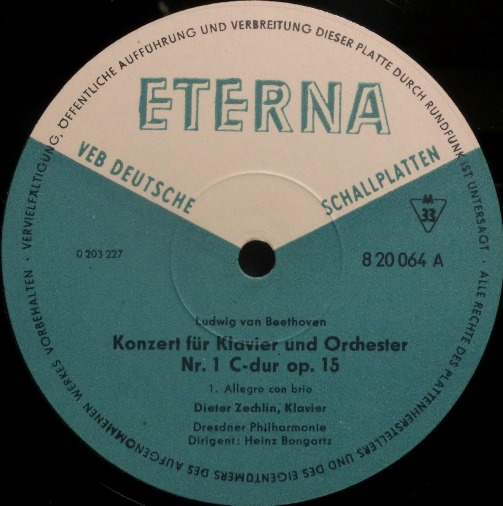 VERVIELFÄLTIGUNG, ÖFFENTLICHE AUFFÜHRUNG UND VERBREITUNG DIESER PLATTE DURCH RUNDFUNK IST UNTERSAGT · ALLE RECHTE DES PLATTENHERSTELLERS UND DES EIGENTÜMERS DES AUFGENOMMENEN WERKES VORBEHALTEN ·
ETERNA
VEB DEUTSCHE SCHALLPLATTEN
M
33
0 203 227
8 20 064 A
Ludwig van Beethoven
Konzert für Klavier und Orchester
Nr. 1 C-dur op. 15
1. Allegro con brio
Dieter Zechlin, Klavier
Dresdner Philharmonie
Dirigent: Heinz Bongartz